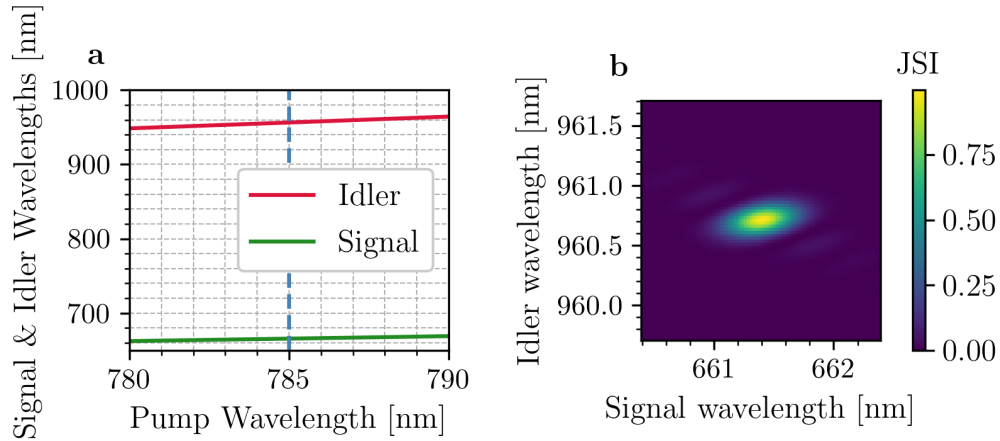 a
Signal & Idler Wavelengths [nm]
1000
900
800
700
Idler
Signal
780
785
790
Pump Wavelength [nm]
b
JSI
Idler wavelength [nm]
961.5
961.0
960.5
960.0
661
662
Signal wavelength [nm]
0.75
0.50
0.25
0.00